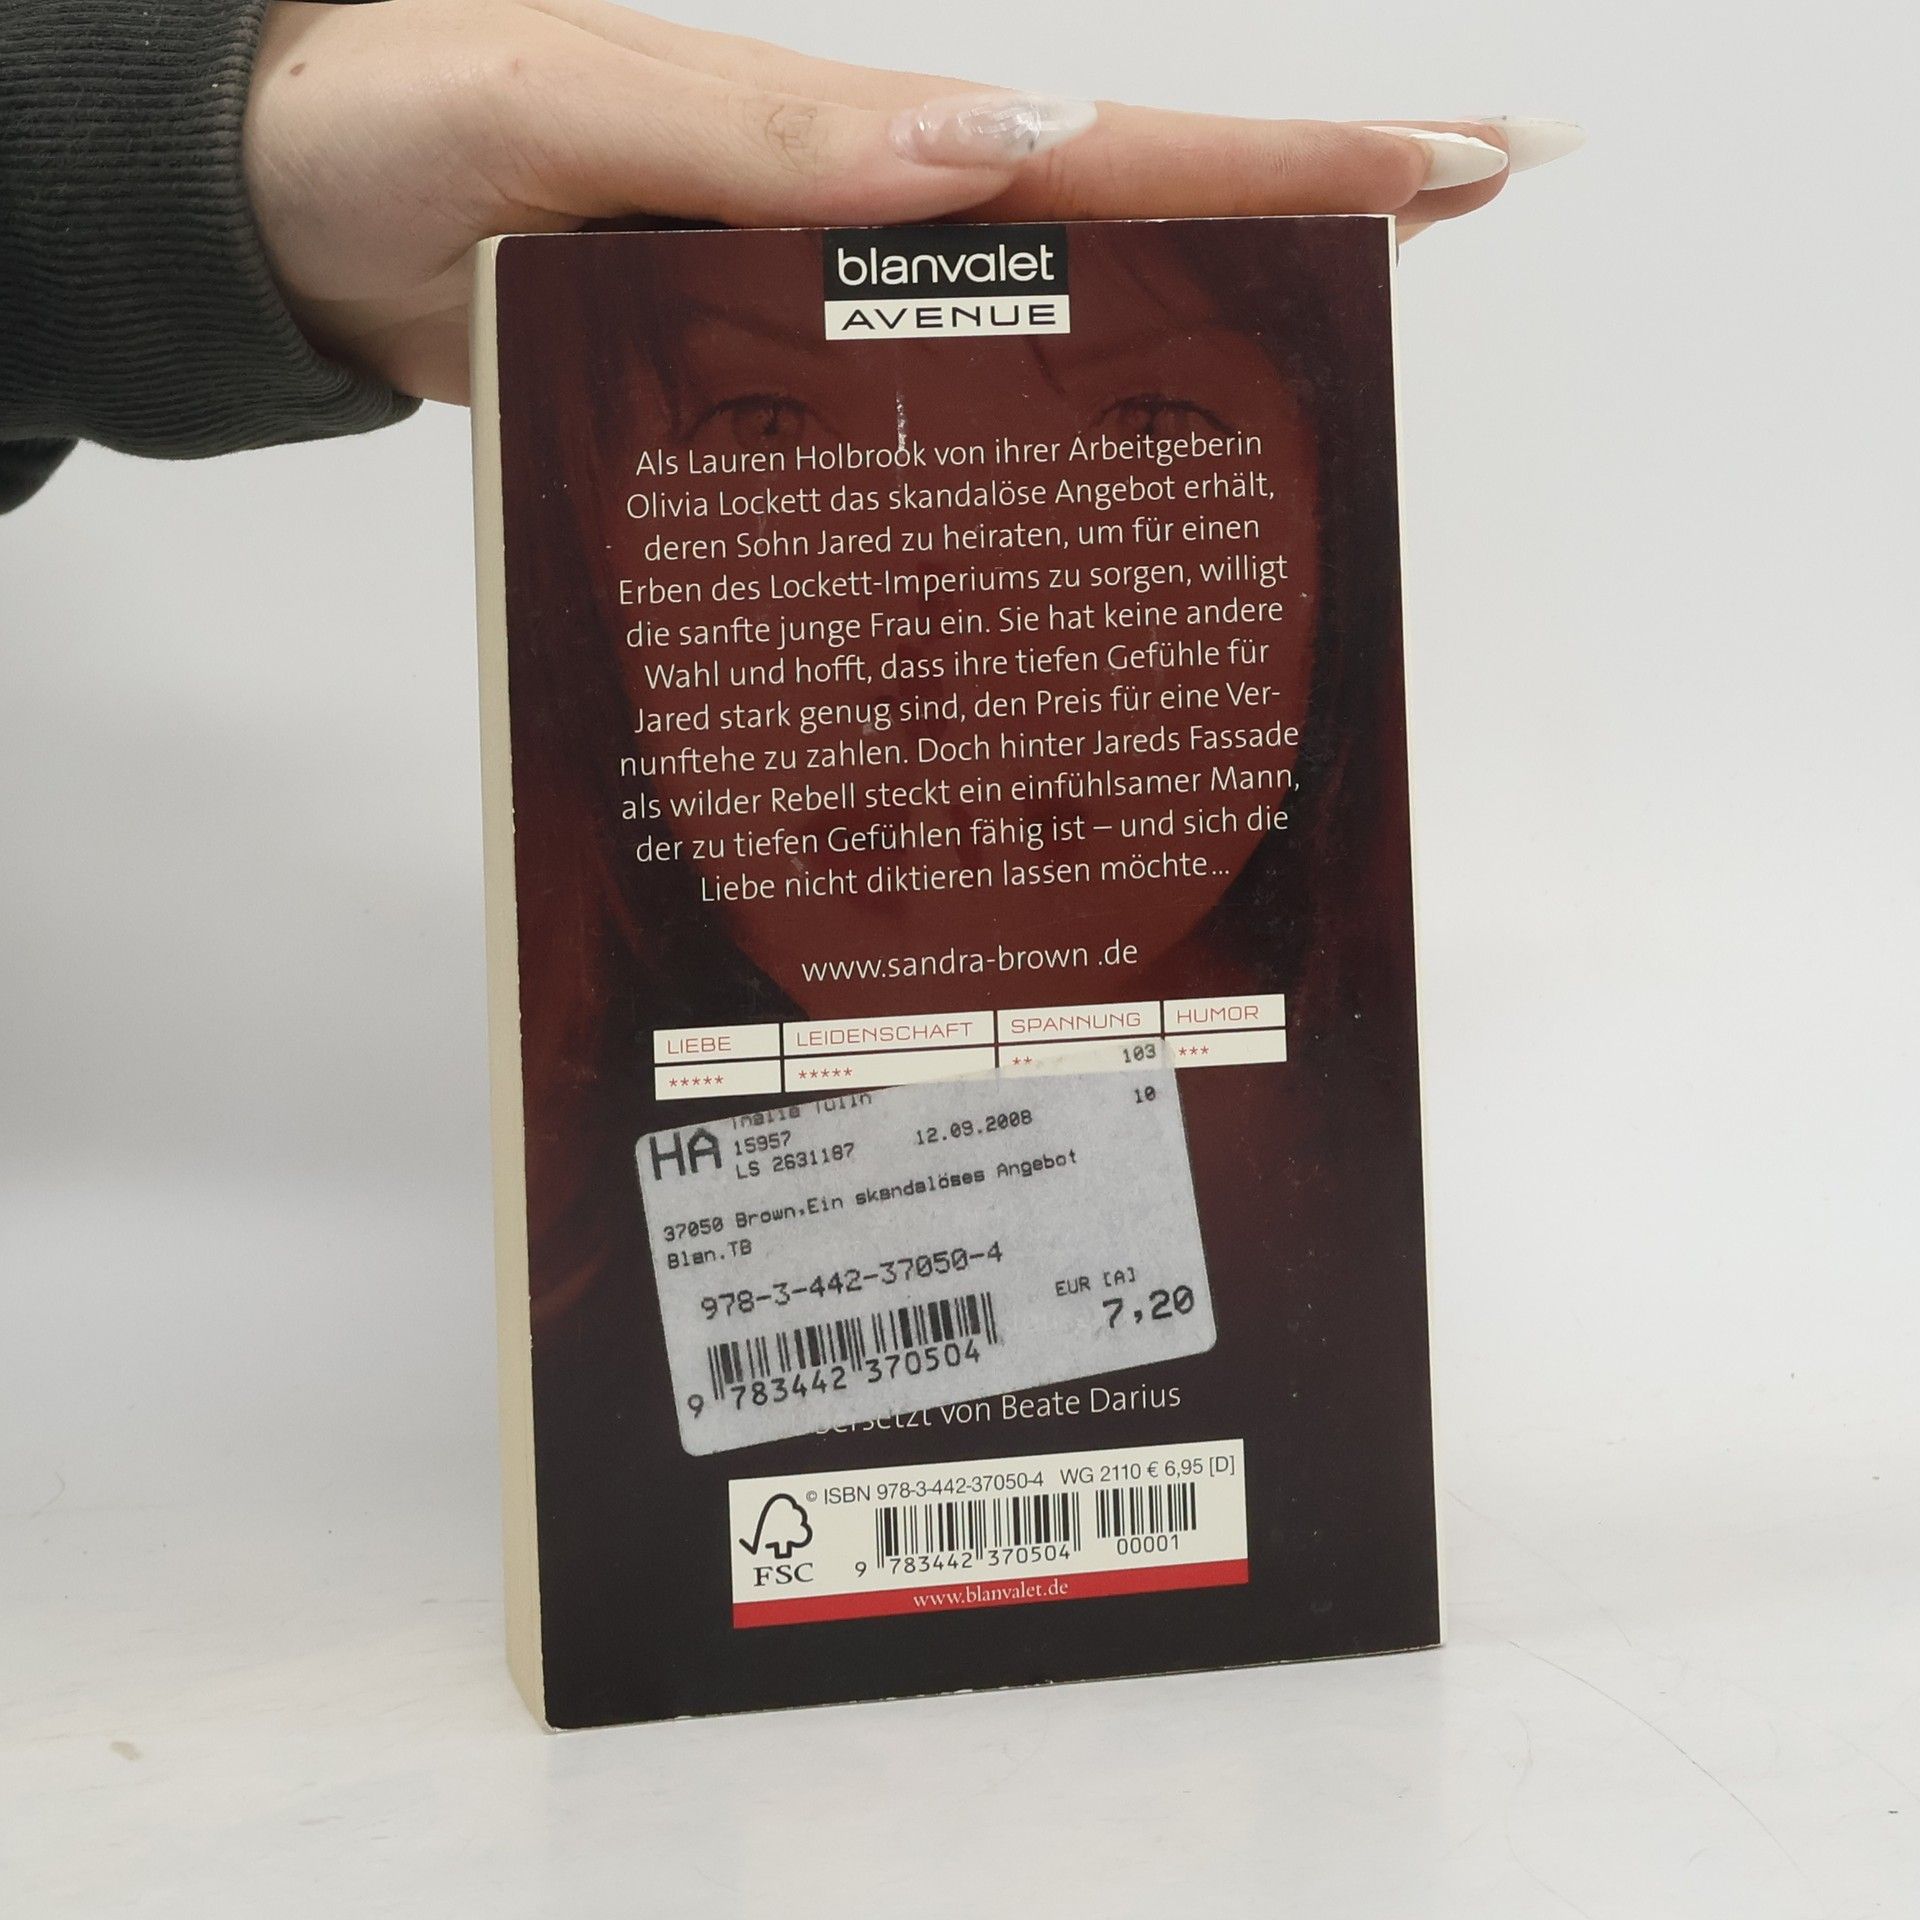 blanvalet
AVENUE
Als Lauren Holbrook von ihrer Arbeitgeberin
Olivia Lockett das skandalöse Angebot erhält,
deren Sohn Jared zu heiraten, um für einen
Erben des Lockett-Imperiums zu sorgen, willigt
die sanfte junge Frau ein. Sie hat keine andere
Wahl und hofft, dass ihre tiefen Gefühle für
Jared stark genug sind, den Preis für eine Ver-
nunftehe zu zahlen. Doch hinter Jareds Fassade
als wilder Rebell steckt ein einfühlsamer Mann,
der zu tiefen Gefühlen fähig ist – und sich die
Liebe nicht diktieren lassen möchte...
www.sandra-brown .de
LIEBE LEIDENSCHAFT SPANNUNG HUMOR
***** ***** ** ***
103
10
HA 15957 12.09.2008
LS 2631187
37050 Brown,Ein skandalöses Angebot
Blan.TB
978-3-442-37050-4
EUR [A]
7,20
9 783442 370504
von Beate Darius
© ISBN 978-3-442-37050-4 WG 2110 € 6,95 [D]
FSC
9 783442 370504 00001
www.blanvalet.de